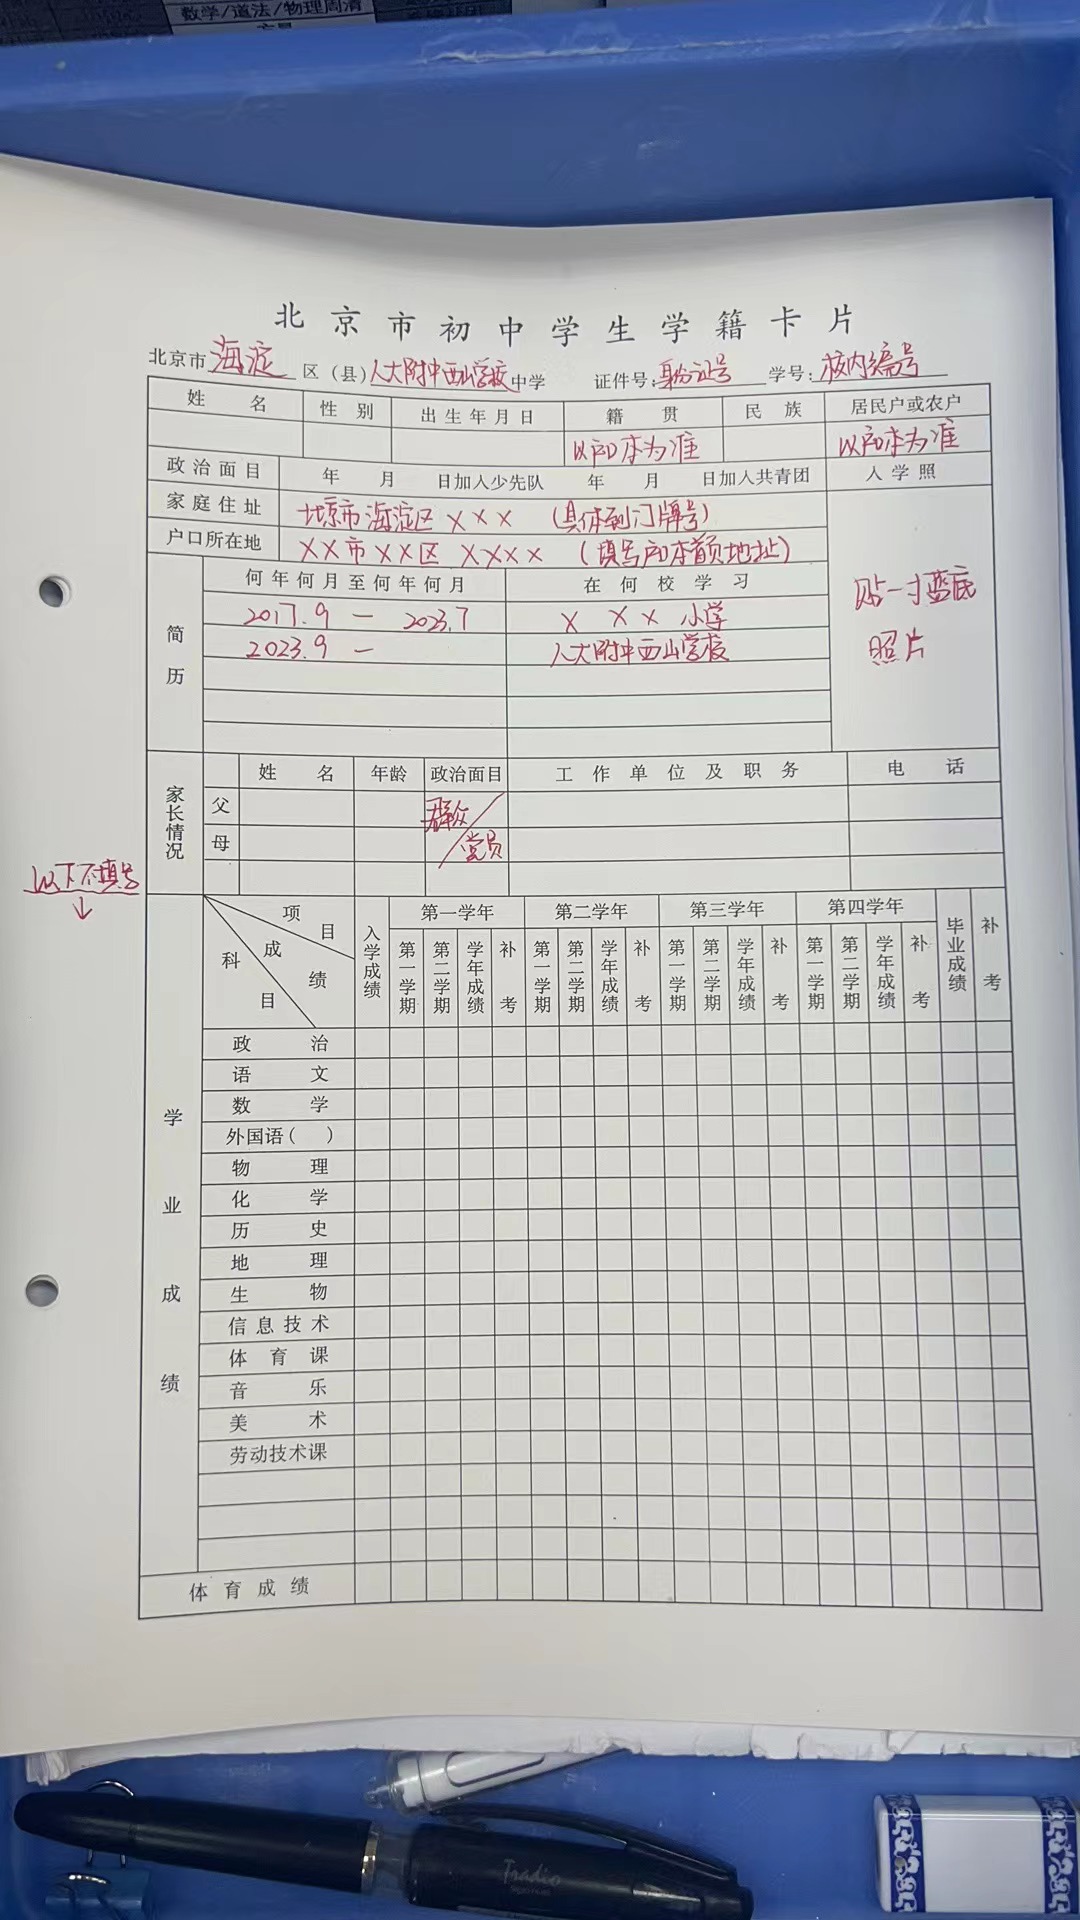 数学/道法/物理周清
北京市初中学生学籍卡片
北京市海淀区(县)人大附中西山学校中学 证件号:身份证号 学号:校内编号
姓名 性别 出生年月日 籍贯 民族 居民户或农户
以户口本为准 以户口本为准
政治面目 年 月 日加入少先队 年 月 日加入共青团 入学照
家庭住址 北京市海淀区××× (具体到门牌号)
户口所在地 ××市××区 ×××× (填写户口本首页地址)
何年何月至何年何月 在何校学习
贴一寸蓝底
照片
简历
2017.9 — 2023.7 × × × 小学
2023.9 — 人大附中西山学校
家长情况
姓名 年龄 政治面目 工作单位及职务 电话
父 群众/
母 党员
以下不填写
↓
项目 成绩 科目
入学成绩 第一学年 第二学年 第三学年 第四学年 毕业成绩 补考
第一学期 第二学期 学年成绩 补考 第一学期 第二学期 学年成绩 补考 第一学期 第二学期 学年成绩 补考 第一学期 第二学期 学年成绩 补考
学业成绩
政治
语文
数学
外国语( )
物理
化学
历史
地理
生物
信息技术
体育课
音乐
美术
劳动技术课
体育成绩
Tradio